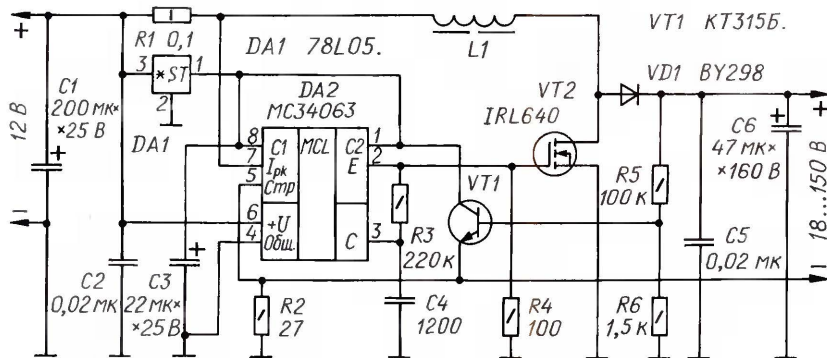 +
R1 0,1
3
*ST
1
2
C1
200 мк×
×25 В
12 В
+
DA1
−
DA1 78L05.
DA2
MC34063
8
7
5
6
4
C1
Ipk
Cmp
+U
Общ.
MCL
C2
E
C
1
2
3
L1
VT1 КТ315Б.
VD1 BY298
VT2
IRL640
VT1
+
C6
47 мк×
×160 В
+
18...150 В
−
R5
100 к
C5
0,02 мк
R3
220 к
C2
0,02 мк
C3
22 мк×
×25 В
+
R2
27
C4
1200
R4
100
R6
1,5 к